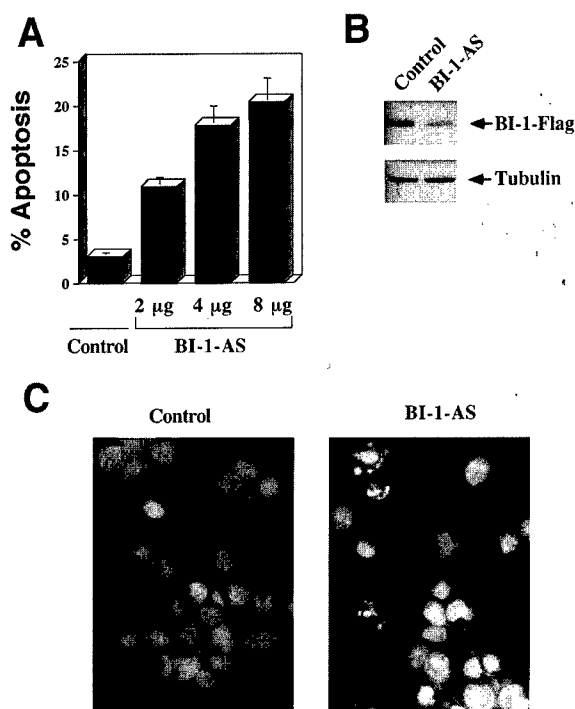 A
25
20
15
10
5
0
% Apoptosis
2 µg 4 µg 8 µg
Control BI-1-AS
B
Control BI-1-AS
BI-1-Flag
Tubulin
C
Control BI-1-AS